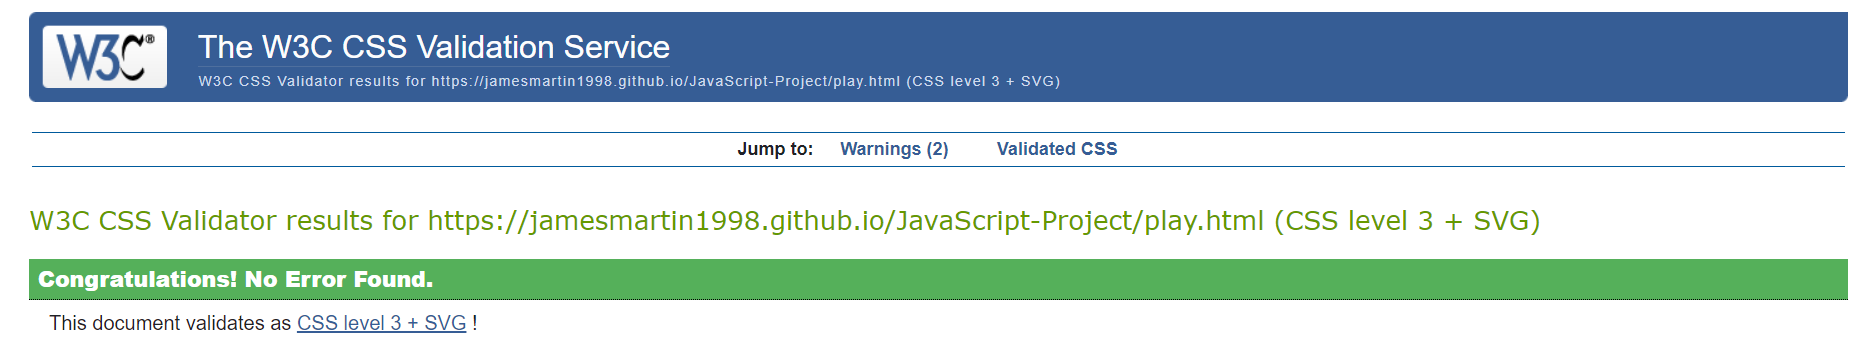 W3C®
The W3C CSS Validation Service
W3C CSS Validator results for https://jamesmartin1998.github.io/JavaScript-Project/play.html (CSS level 3 + SVG)
Jump to: Warnings (2) Validated CSS
W3C CSS Validator results for https://jamesmartin1998.github.io/JavaScript-Project/play.html (CSS level 3 + SVG)
Congratulations! No Error Found.
This document validates as CSS level 3 + SVG !